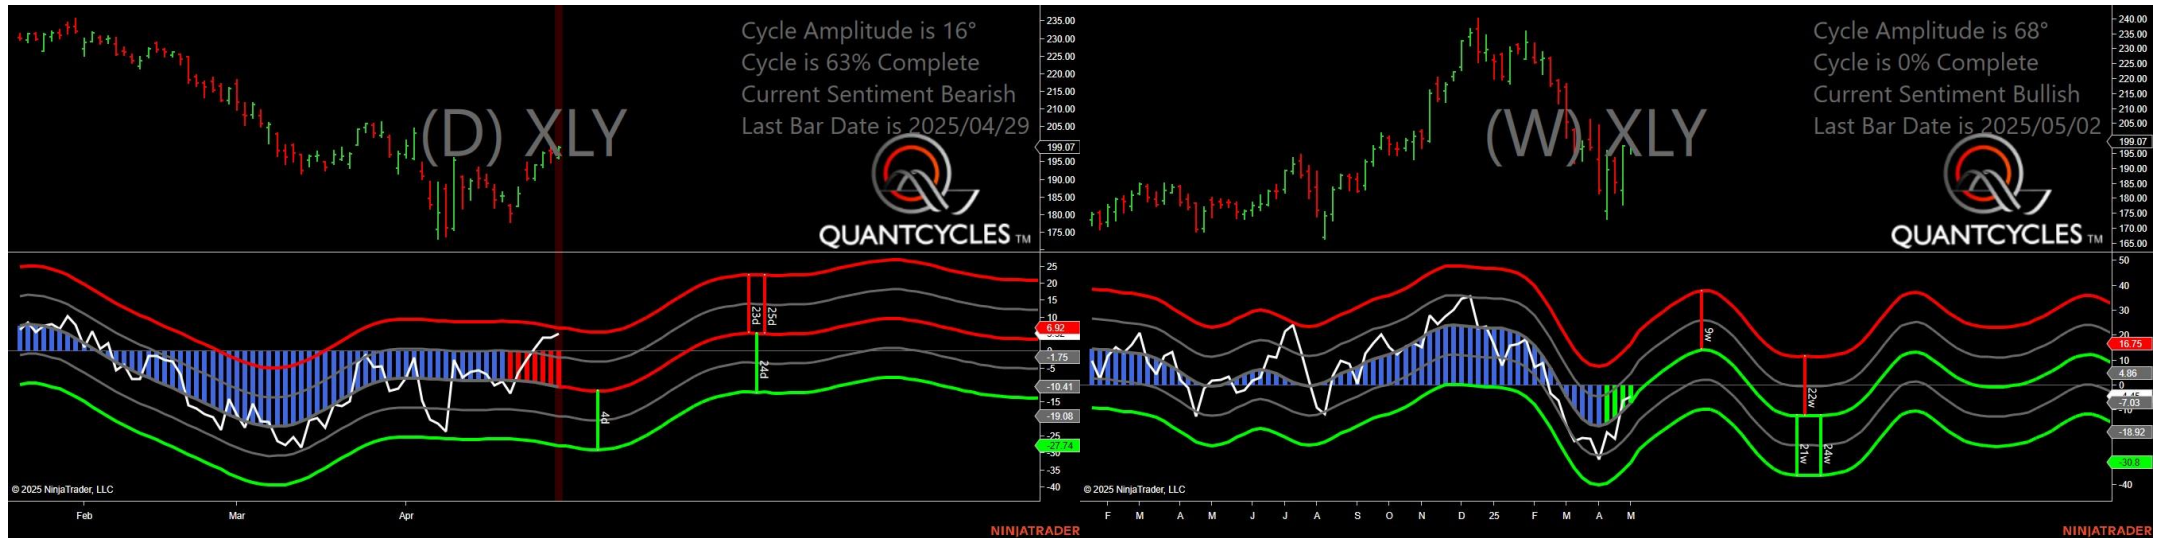 Cycle Amplitude is 16°
Cycle is 63% Complete
Current Sentiment Bearish
Last Bar Date is 2025/04/29
(D) XLY
QUANTCYCLES TM
235.00
230.00
225.00
220.00
215.00
210.00
205.00
199.07
195.00
190.00
185.00
180.00
175.00
25
20
15
10
6.92
0
-1.75
-5
-10.41
-15
-19.08
-25
-27.74
-30
-35
-40
23d
25d
24d
4d
© 2025 NinjaTrader, LLC
Feb
Mar
Apr
NINJATRADER
Cycle Amplitude is 68°
Cycle is 0% Complete
Current Sentiment Bullish
Last Bar Date is 2025/05/02
(W) XLY
QUANTCYCLES TM
240.00
235.00
230.00
225.00
220.00
215.00
210.00
205.00
199.07
195.00
190.00
185.00
180.00
175.00
170.00
165.00
50
40
30
20
16.75
10
4.86
0
-7.03
-10
-18.92
-30.8
-40
9w
22w
21w
24w
© 2025 NinjaTrader, LLC
F
M
A
M
J
J
A
S
O
N
D
25
F
M
A
M
NINJATRADER